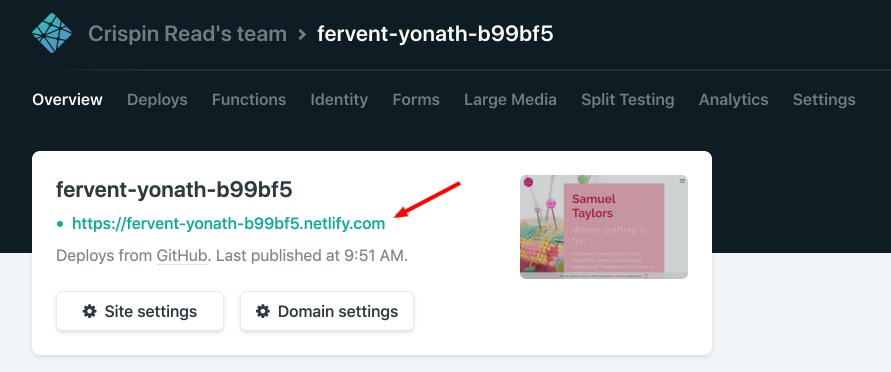 Crispin Read's team > fervent-yonath-b99bf5
Overview Deploys Functions Identity Forms Large Media Split Testing Analytics Settings
fervent-yonath-b99bf5
https://fervent-yonath-b99bf5.netlify.com
Deploys from GitHub. Last published at 9:51 AM.
Site settings Domain settings
Samuel
Taylors
Where crafting is
fun